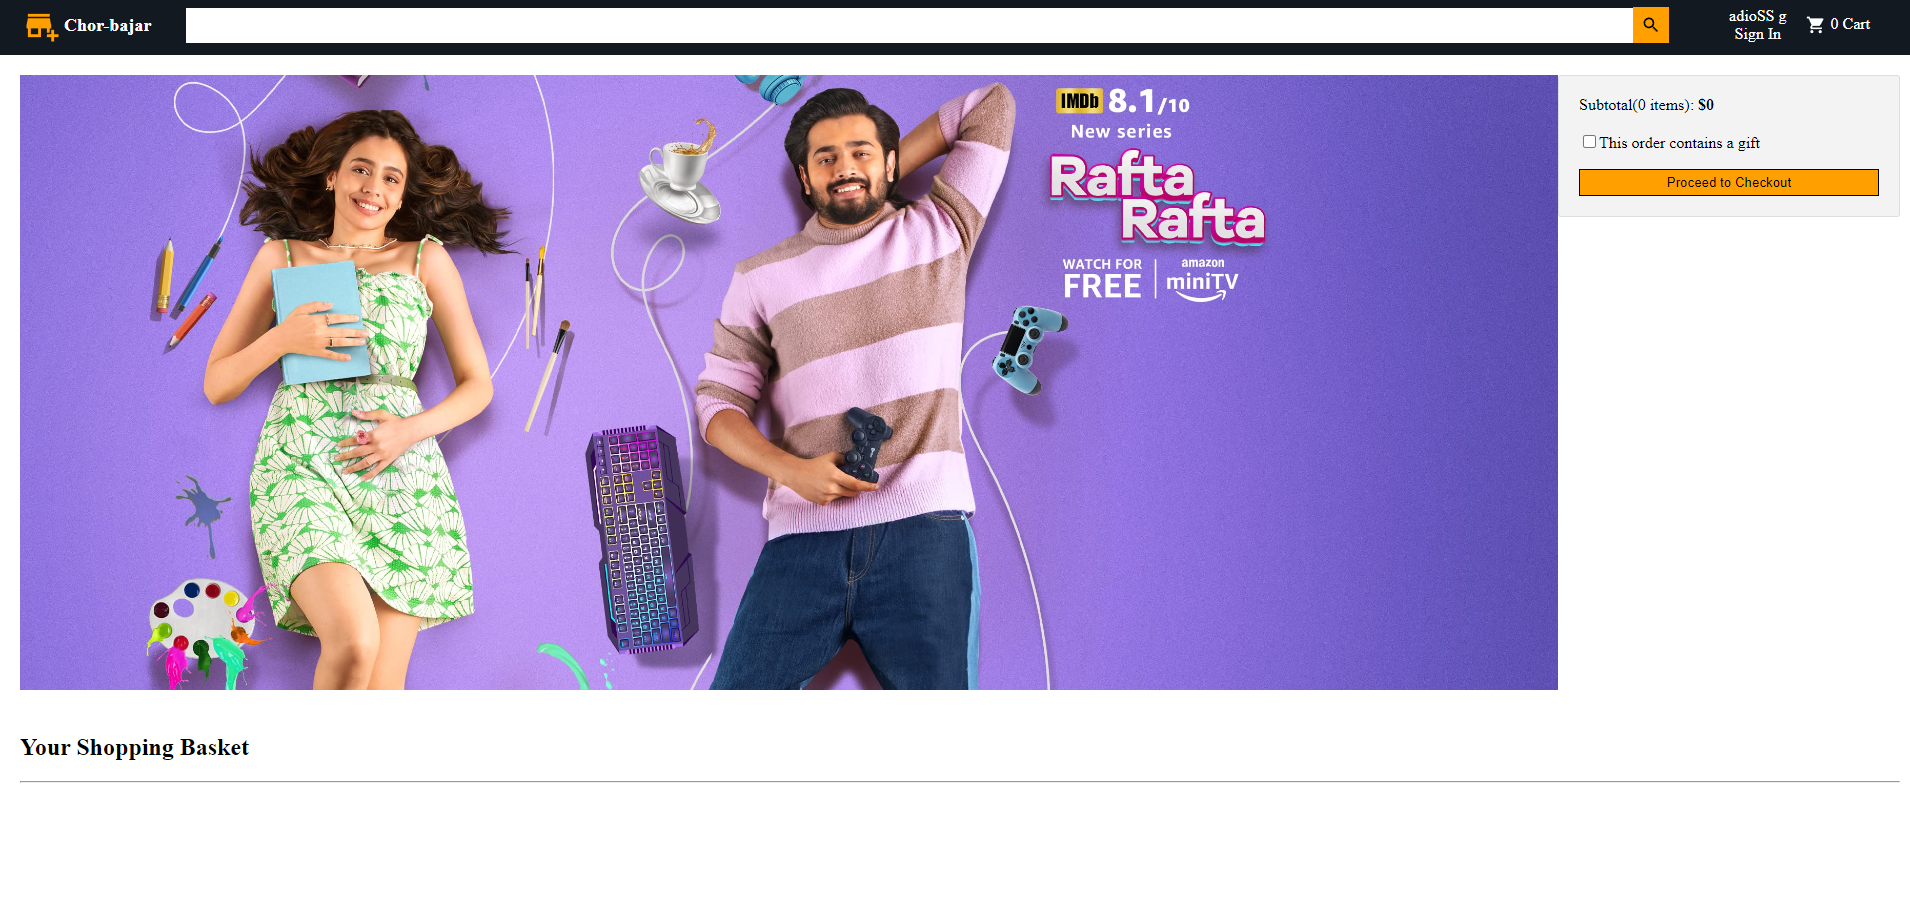 Chor-bajar
adioSS g
Sign In
0 Cart
IMDb 8.1/10
New series
Rafta
Rafta
WATCH FOR
FREE
amazon
miniTV
Subtotal(0 items): $0
This order contains a gift
Proceed to Checkout
Your Shopping Basket